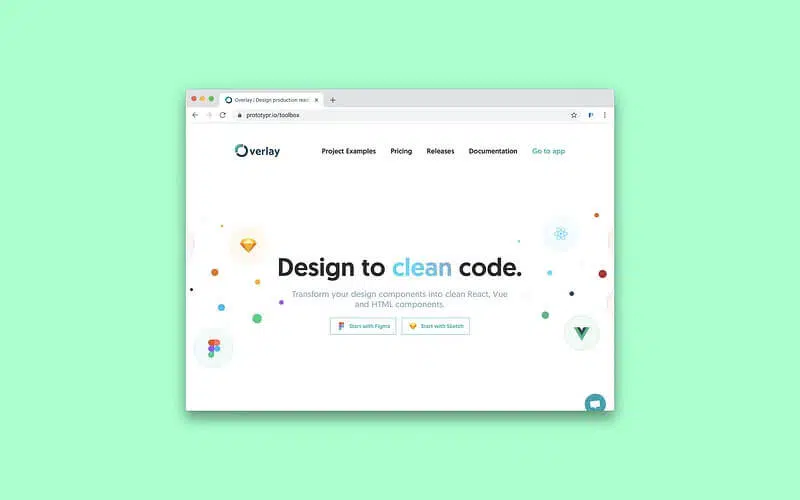 Overlay | Design production read
prototypr.io/toolbox
Overlay
Project Examples Pricing Releases Documentation Go to app
Design to clean code.
Transform your design components into clean React, Vue
and HTML components.
Start with Figma Start with Sketch